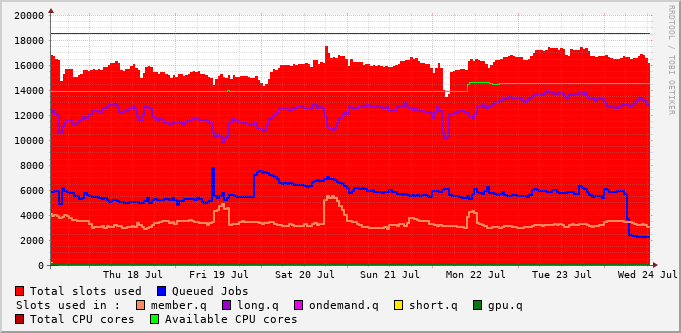 20000
18000
16000
14000
12000
10000
8000
6000
4000
2000
0
Thu 18 Jul Fri 19 Jul Sat 20 Jul Sun 21 Jul Mon 22 Jul Tue 23 Jul Wed 24 Jul
RRDTOOL / TOBI OETIKER
Total slots used Queued Jobs
Slots used in : member.q long.q ondemand.q short.q gpu.q
Total CPU cores Available CPU cores